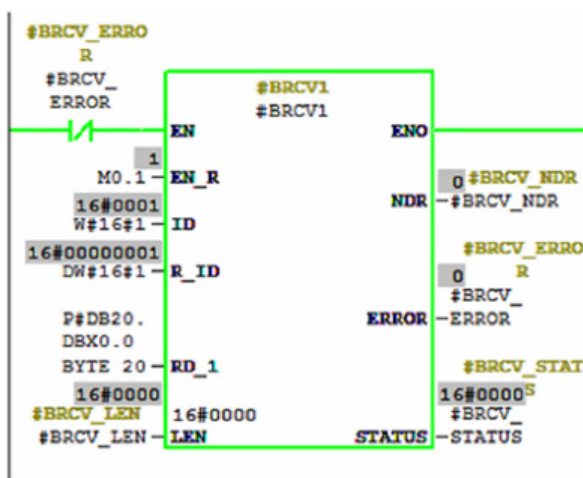 #BRCV_ERRO
R
#BRCV_
ERROR
#BRCV1
#BRCV1
EN
ENO
1
M0.1
EN_R
0
#BRCV_NDR
NDR
#BRCV_NDR
16#0001
W#16#1
ID
#BRCV_ERRO
R
16#00000001
DW#16#1
R_ID
0
#BRCV_
ERROR
ERROR
P#DB20.
DBX0.0
BYTE 20
RD_1
#BRCV_STAT
S
16#0000
16#0000
#BRCV_LEN
16#0000
#BRCV_
#BRCV_LEN
LEN
STATUS
STATUS